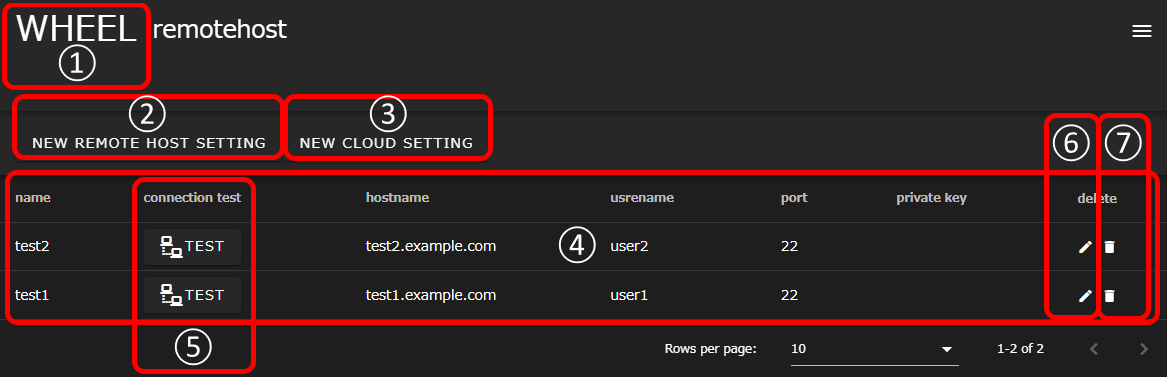 WHEEL remotehost
①
② ③
NEW REMOTE HOST SETTING NEW CLOUD SETTING
⑥ ⑦
name connection test hostname usrename port private key delete
test2 TEST test2.example.com ④ user2 22
test1 TEST test1.example.com user1 22
⑤
Rows per page: 10 1-2 of 2